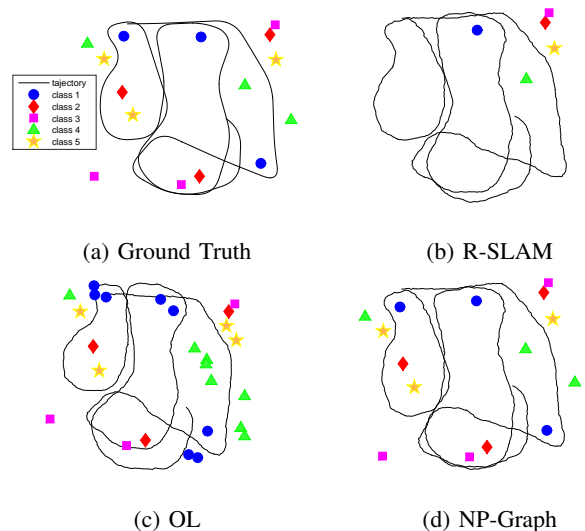 tajectory
class 1
class 2
class 3
class 4
class 5
(a) Ground Truth
(b) R-SLAM
(c) OL
(d) NP-Graph